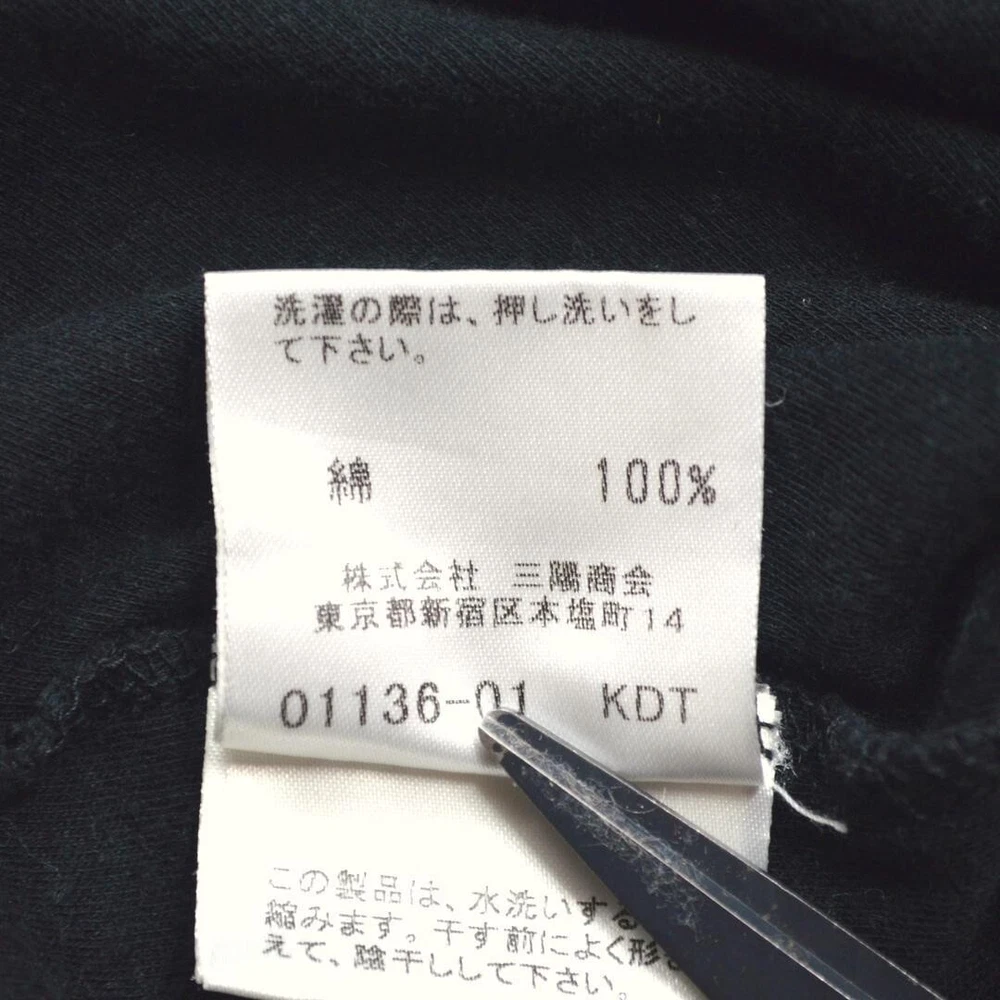 洗濯の際は、押し洗いをし
て下さい。
綿 100%
株式会社 三陽商会
東京都新宿区本塩町14
01136-01 KDT
この製品は、水洗いする
縮みます。干す前によく形
えて、陰干しして下さい。